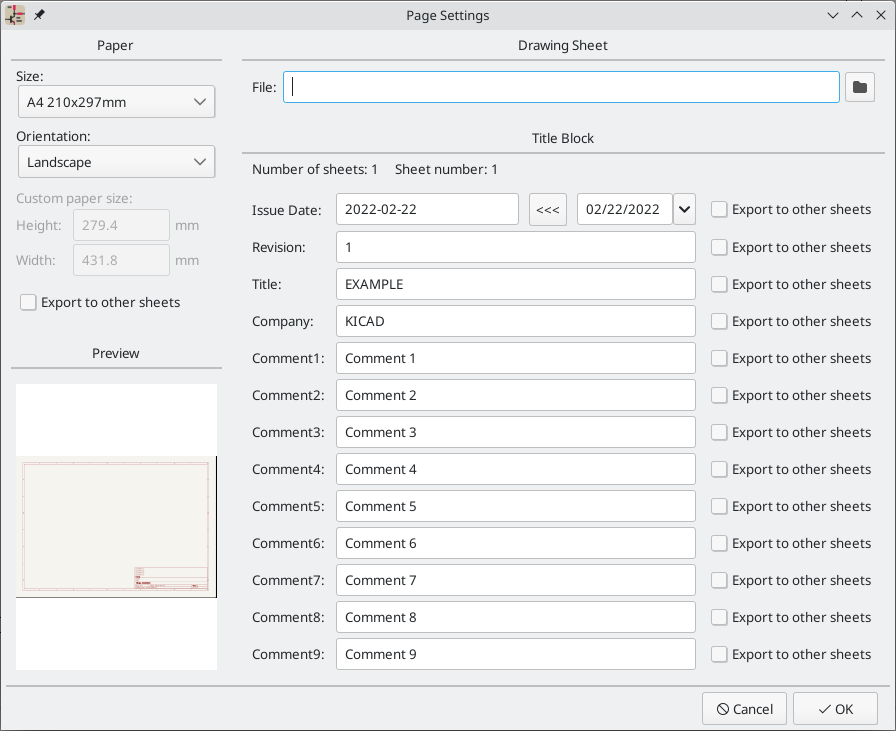 Page Settings
Paper
Size:
A4 210x297mm
Orientation:
Landscape
Custom paper size:
Height: 279.4 mm
Width: 431.8 mm
Export to other sheets
Preview
Drawing Sheet
File:
Title Block
Number of sheets: 1 Sheet number: 1
Issue Date: 2022-02-22 <<< 02/22/2022 Export to other sheets
Revision: 1 Export to other sheets
Title: EXAMPLE Export to other sheets
Company: KICAD Export to other sheets
Comment1: Comment 1 Export to other sheets
Comment2: Comment 2 Export to other sheets
Comment3: Comment 3 Export to other sheets
Comment4: Comment 4 Export to other sheets
Comment5: Comment 5 Export to other sheets
Comment6: Comment 6 Export to other sheets
Comment7: Comment 7 Export to other sheets
Comment8: Comment 8 Export to other sheets
Comment9: Comment 9 Export to other sheets
Cancel OK